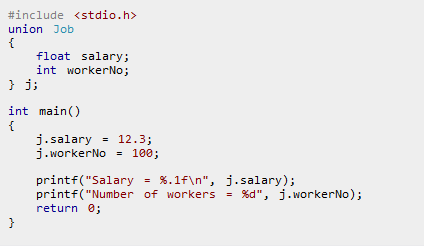 #include <stdio.h>
union Job
{
    float salary;
    int workerNo;
} j;

int main()
{
    j.salary = 12.3;
    j.workerNo = 100;

    printf("Salary = %.1f\n", j.salary);
    printf("Number of workers = %d", j.workerNo);
    return 0;
}